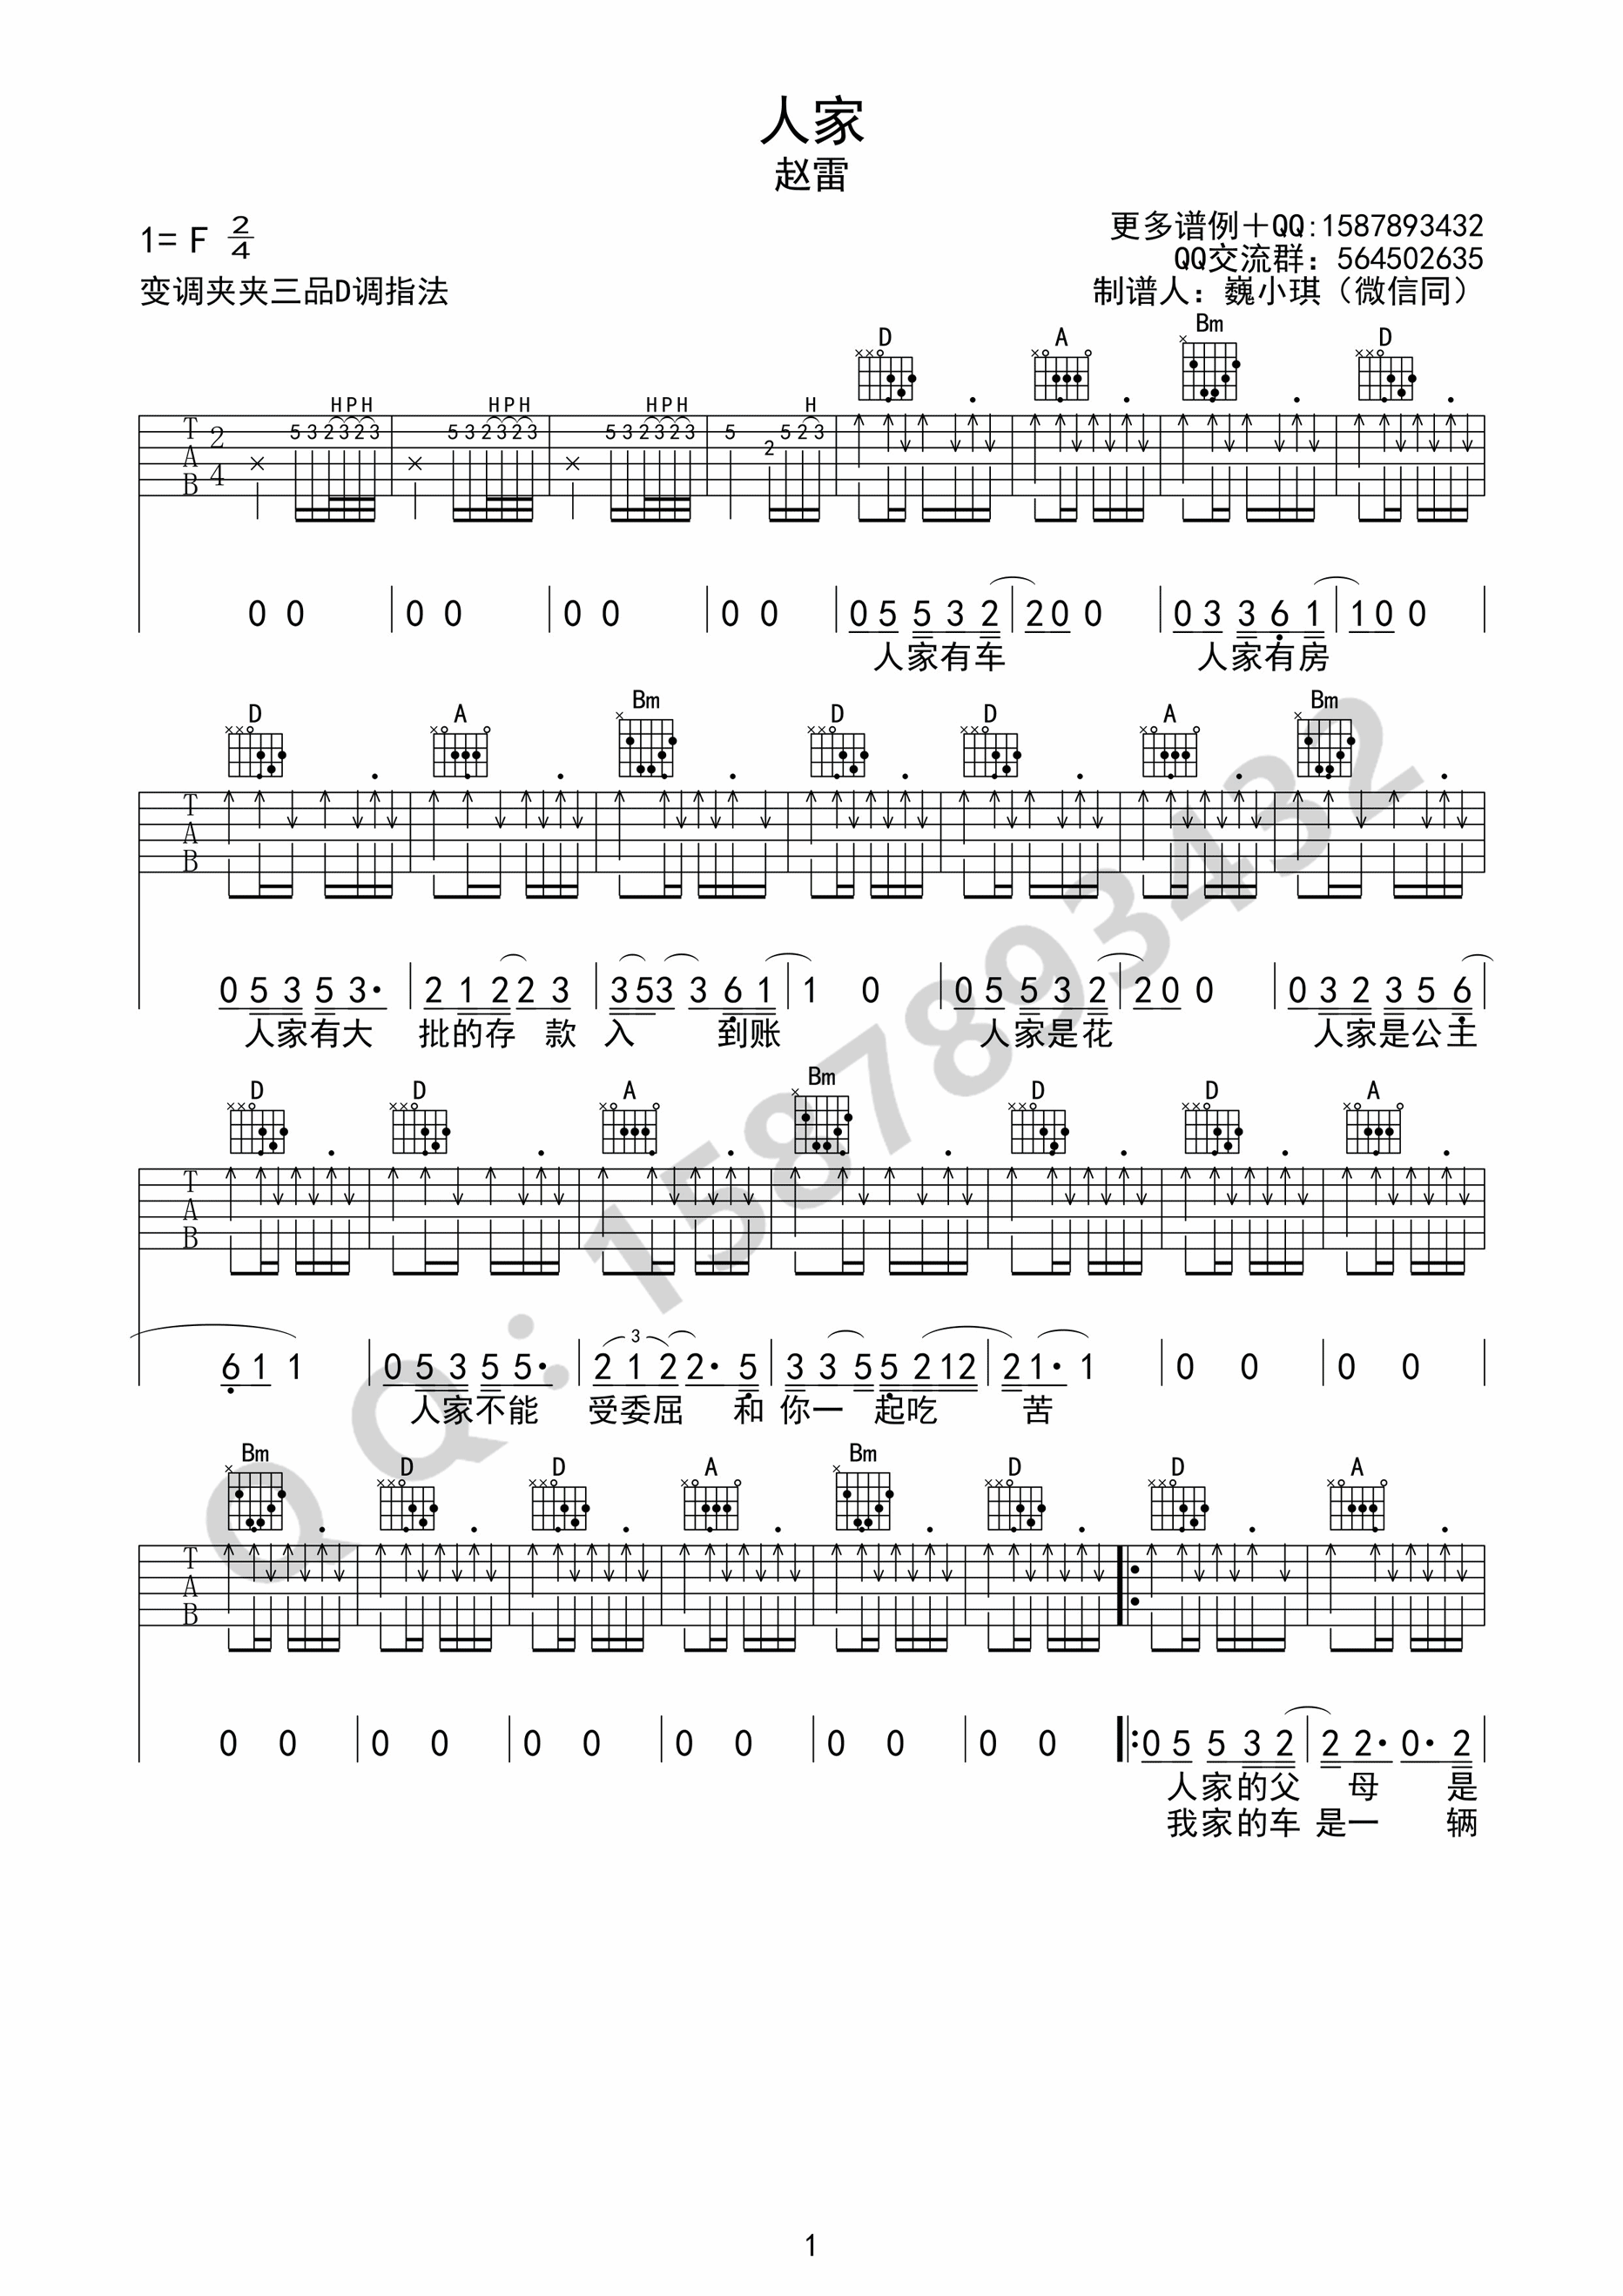 人家
赵雷
1= F 2/4
更多谱例＋QQ:1587893432
QQ交流群：564502635
变调夹夹三品D调指法
制谱人：巍小琪（微信同）
D A Bm D
H P H H P H H P H H
T A B 2 4 5 3 2 3 2 3 5 3 2 3 2 3 5 3 2 3 2 3 5 2 5 2 3
0 0 | 0 0 | 0 0 | 0 0 | 0 5 5 3 2 | 2 0 0 | 0 3 3 6 1 | 1 0 0 |
人家有车 人家有房
D A Bm D D A Bm
T A B
0 5 3 5 3· | 2 1 2 2 3 | 3 5 3 3 6 1 | 1 0 | 0 5 5 3 2 | 2 0 0 | 0 3 2 3 5 6 |
人家有大 批的存 款 入 到账 人家是花 人家是公主
D D A Bm D D A
T A B
3
6 1 1 | 0 5 3 5 5· | 2 1 2 2· 5 | 3 3 5 5 2 1 2 | 2 1· 1 | 0 0 | 0 0 |
人家不能 受委屈 和 你一 起吃 苦
Bm D D A Bm D D A
T A B
0 0 | 0 0 | 0 0 | 0 0 | 0 0 | 0 0 |: 0 5 5 3 2 | 2 2· 0· 2 |
人家的父 母 是
我家的车 是一 辆
QQ:1587893432
1